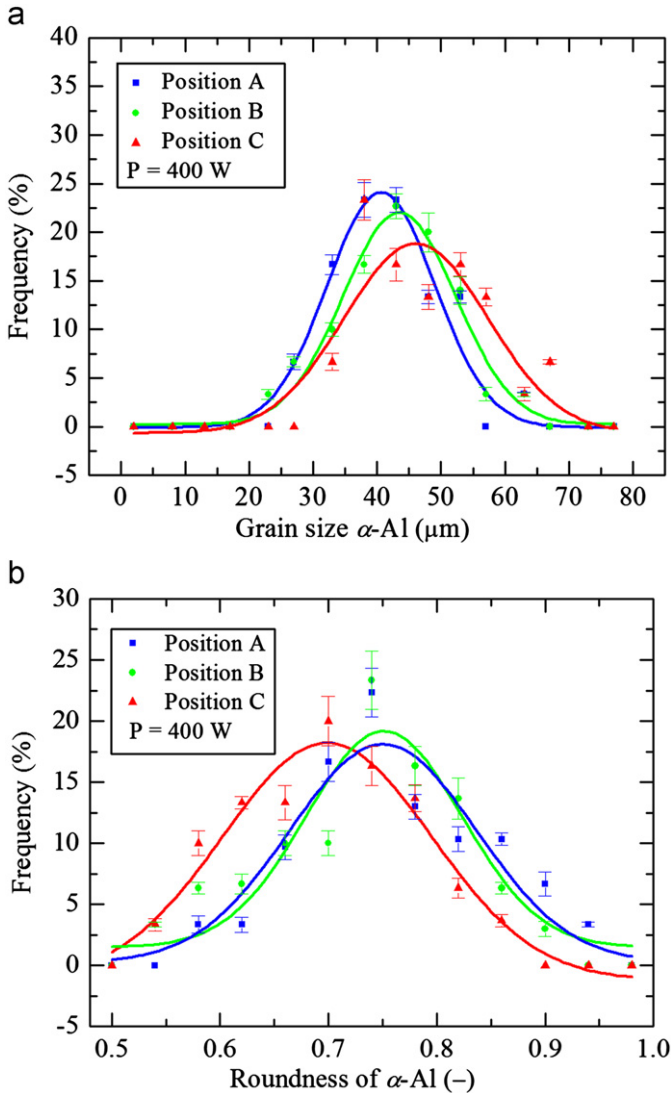 a
40
35
30
25
20
15
10
5
0
-5
Frequency (%)
Position A
Position B
Position C
P = 400 W
0 10 20 30 40 50 60 70 80
Grain size α-Al (µm)
b
30
25
20
15
10
5
0
-5
Frequency (%)
Position A
Position B
Position C
P = 400 W
0.5 0.6 0.7 0.8 0.9 1.0
Roundness of α-Al (–)